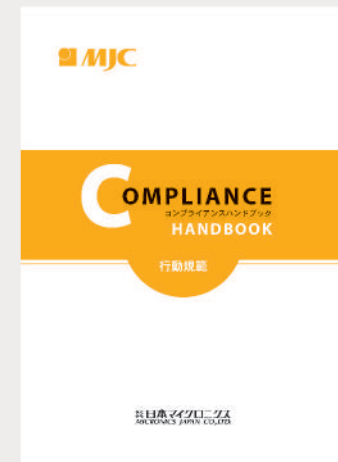 MJC
COMPLIANCE
コンプライアンスハンドブック
HANDBOOK
行動規範
株式会社日本マイクロニクス
MICRONICS JAPAN CO.,LTD.